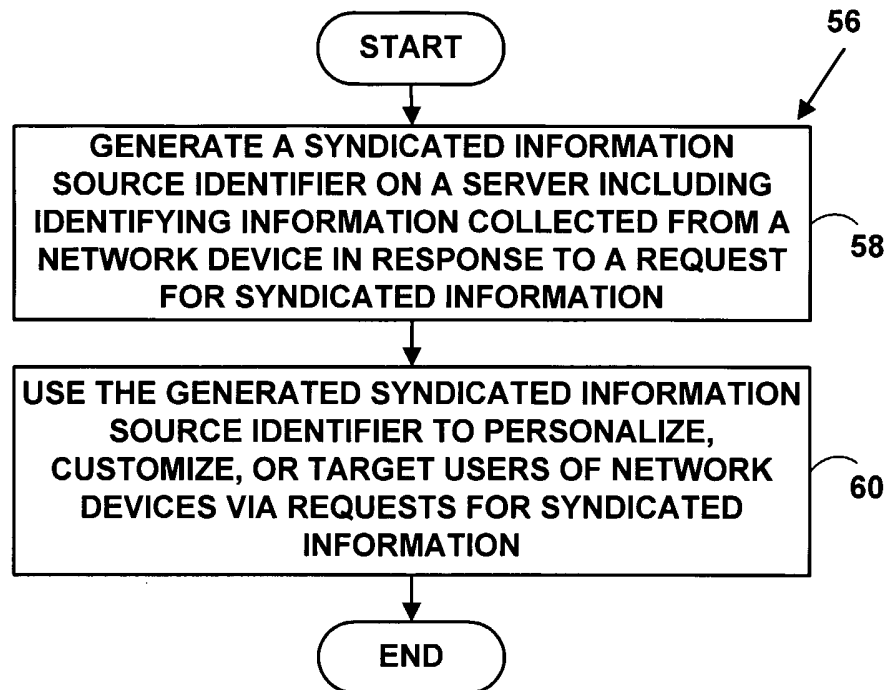 56
START
GENERATE A SYNDICATED INFORMATION
SOURCE IDENTIFIER ON A SERVER INCLUDING
IDENTIFYING INFORMATION COLLECTED FROM A
NETWORK DEVICE IN RESPONSE TO A REQUEST
FOR SYNDICATED INFORMATION
58
USE THE GENERATED SYNDICATED INFORMATION
SOURCE IDENTIFIER TO PERSONALIZE,
CUSTOMIZE, OR TARGET USERS OF NETWORK
DEVICES VIA REQUESTS FOR SYNDICATED
INFORMATION
60
END